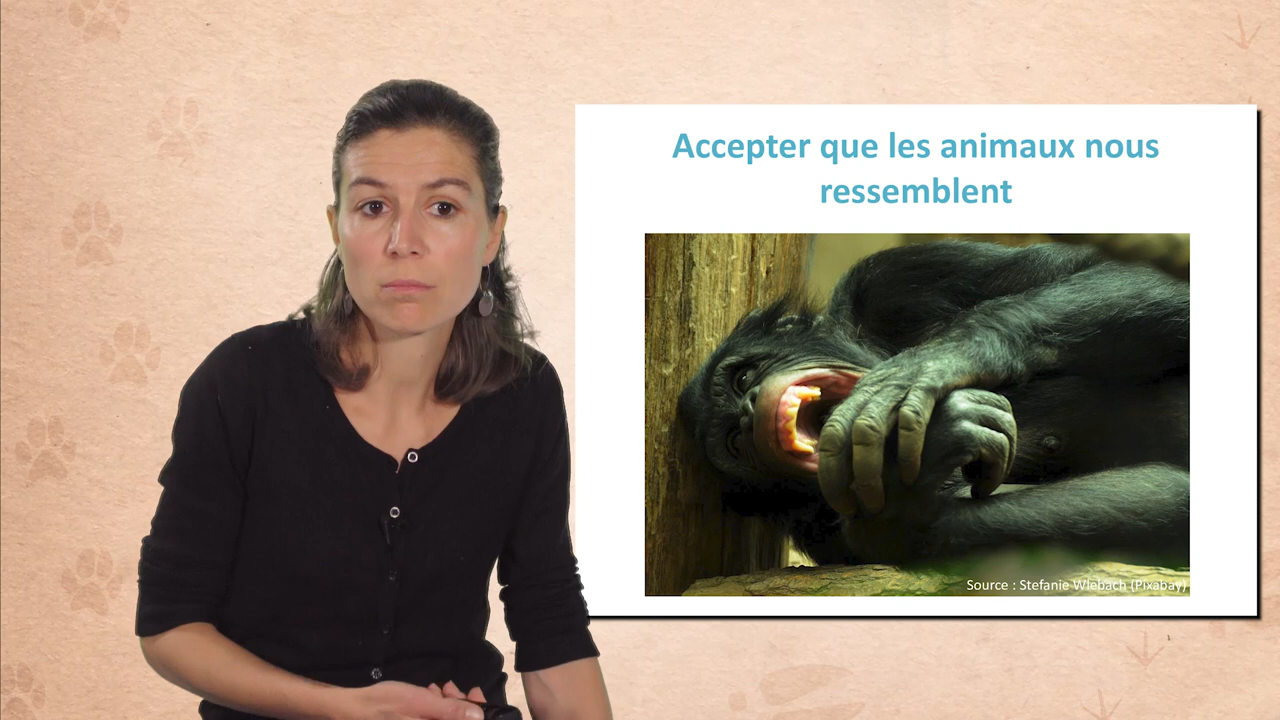 Accepter que les animaux nous
ressemblent
Source : Stefanie Wiebach (Pixabay)